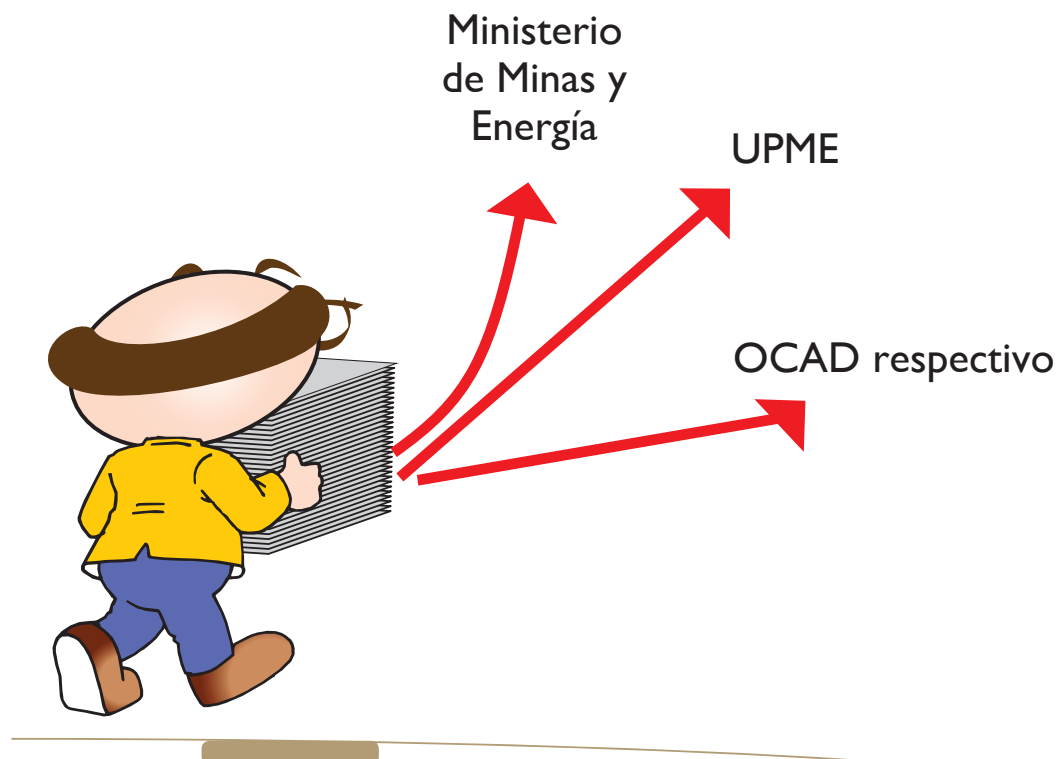 Ministerio
de Minas y
Energía
UPME
OCAD respectivo